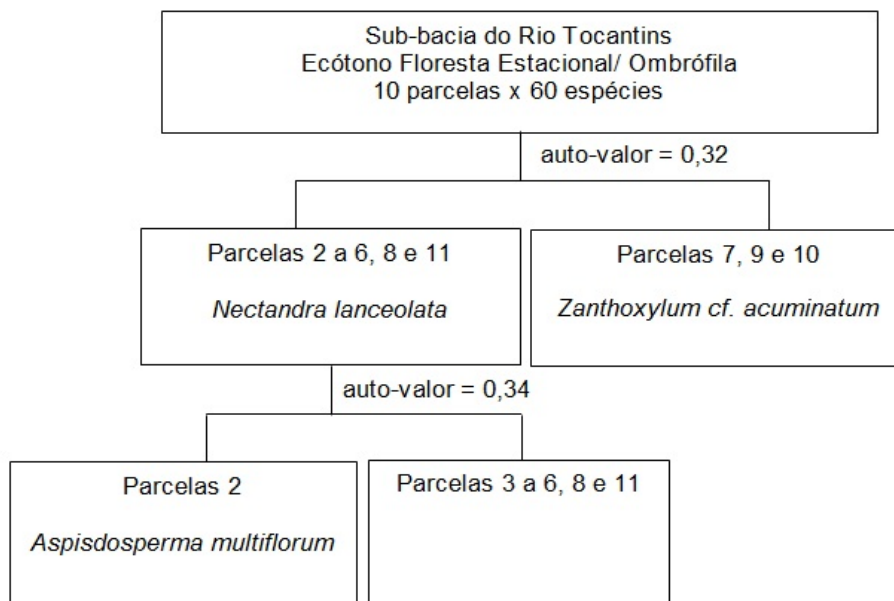 Sub-bacia do Rio Tocantins
Ecótono Floresta Estacional/ Ombrófila
10 parcelas x 60 espécies
auto-valor = 0,32
Parcelas 2 a 6, 8 e 11
Nectandra lanceolata
Parcelas 7, 9 e 10
Zanthoxylum cf. acuminatum
auto-valor = 0,34
Parcelas 2
Aspisdosperma multiflorum
Parcelas 3 a 6, 8 e 11